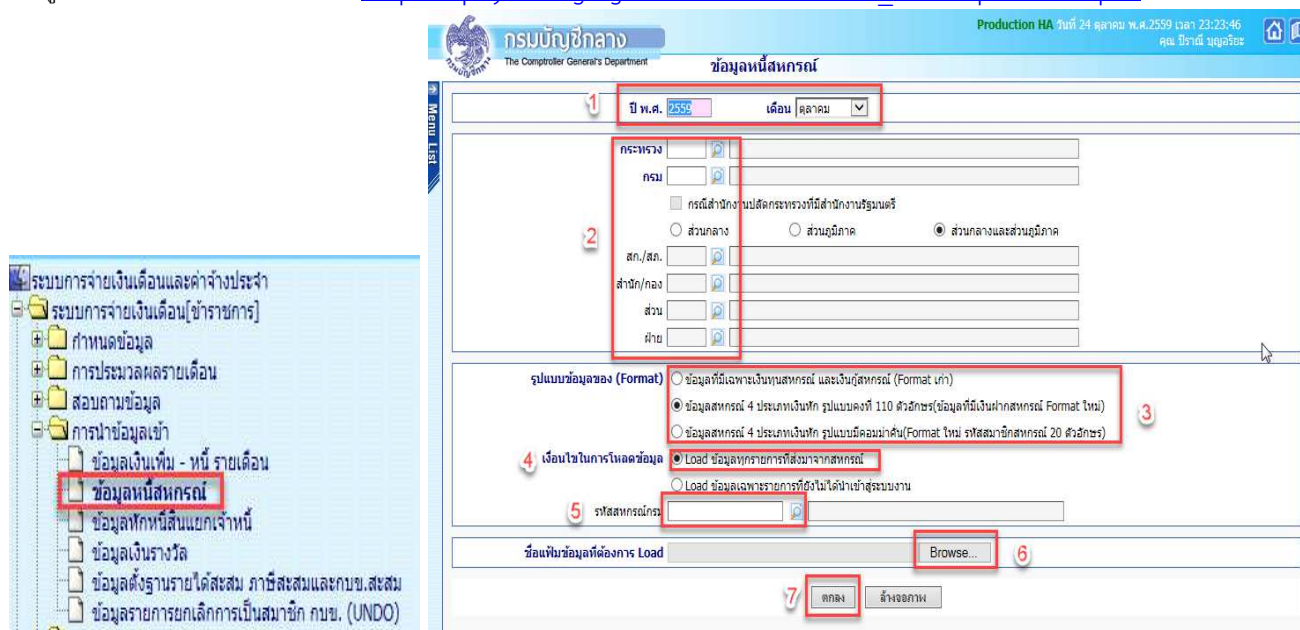 Production HA วันที่ 24 ตุลาคม พ.ศ.2559 เวลา 23:23:46
คุณ ปิราณี บุญอริยะ
กรมบัญชีกลาง
The Comptroller General's Department
ข้อมูลหนี้สหกรณ์
Menu List
1 ปี พ.ศ. 2559 เดือน ตุลาคม
กระทรวง
กรม
กรณีสำนักงานปลัดกระทรวงที่มีสำนักงานรัฐมนตรี
2 ส่วนกลาง ส่วนภูมิภาค ส่วนกลางและส่วนภูมิภาค
สก./สภ.
สำนัก/กอง
ส่วน
ฝ่าย
ระบบการจ่ายเงินเดือนและค่าจ้างประจำ
ระบบการจ่ายเงินเดือน[ข้าราชการ]
กำหนดข้อมูล
การประมวลผลรายเดือน
สอบถามข้อมูล
การนำข้อมูลเข้า
ข้อมูลเงินเพิ่ม - หนี้ รายเดือน
ข้อมูลหนี้สหกรณ์
ข้อมูลหักหนี้สินแยกเจ้าหนี้
ข้อมูลเงินรางวัล
ข้อมูลตั้งฐานรายได้สะสม ภาษีสะสมและกบข.สะสม
ข้อมูลรายการยกเลิกการเป็นสมาชิก กบข. (UNDO)
รูปแบบข้อมูลของ (Format) ข้อมูลที่มีเฉพาะเงินทุนสหกรณ์ และเงินกู้สหกรณ์ (Format เก่า)
ข้อมูลสหกรณ์ 4 ประเภทเงินหัก รูปแบบคงที่ 110 ตัวอักษร(ข้อมูลที่มีเงินฝากสหกรณ์ Format ใหม่) 3
ข้อมูลสหกรณ์ 4 ประเภทเงินหัก รูปแบบมีคอมม่าคั่น(Format ใหม่ รหัสสมาชิกสหกรณ์ 20 ตัวอักษร)
4 เงื่อนไขในการโหลดข้อมูล Load ข้อมูลทุกรายการที่ส่งมาจากสหกรณ์
Load ข้อมูลเฉพาะรายการที่ยังไม่ได้นำเข้าสู่ระบบงาน
5 รหัสสหกรณ์กรม
ชื่อแฟ้มข้อมูลที่ต้องการ Load Browse... 6
7 ตกลง ล้างจอภาพ